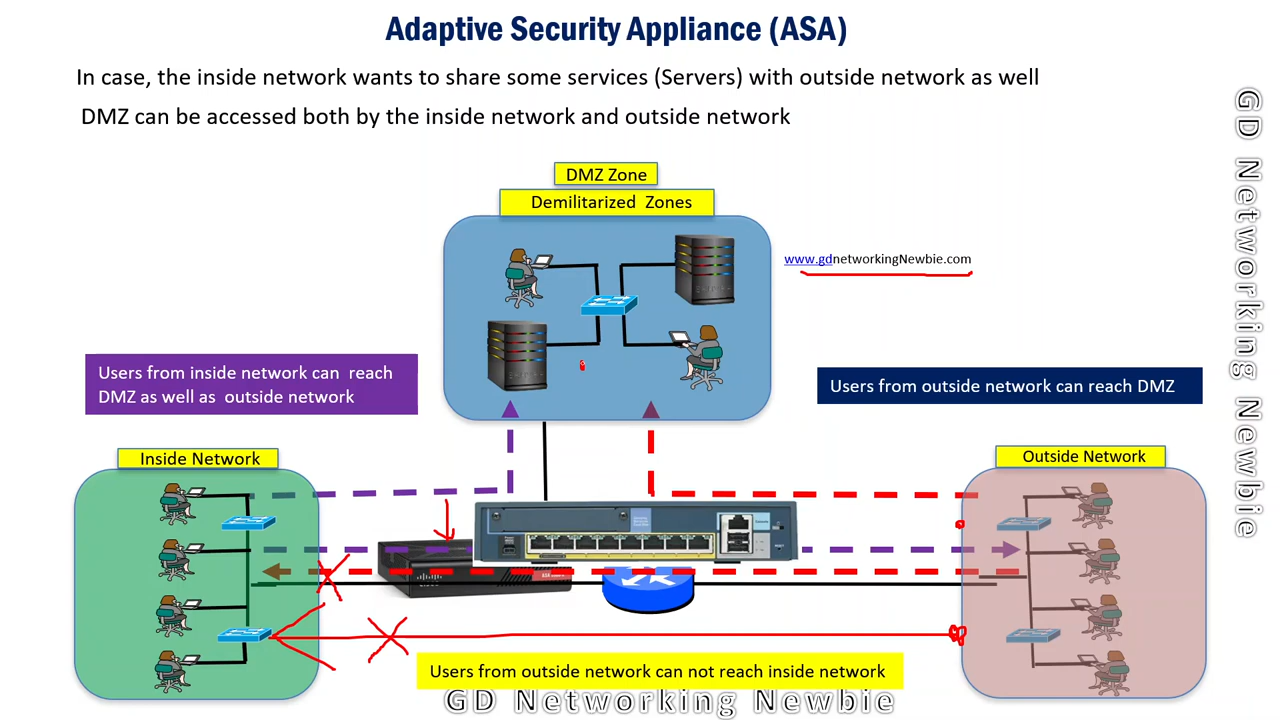 Adaptive Security Appliance (ASA)
In case, the inside network wants to share some services (Servers) with outside network as well
DMZ can be accessed both by the inside network and outside network
DMZ Zone
Demilitarized Zones
www.gdnetworkingNewbie.com
Users from inside network can reach
DMZ as well as outside network
Users from outside network can reach DMZ
Inside Network
Outside Network
Users from outside network can not reach inside network
GD Networking Newbie
GD Networking Newbie